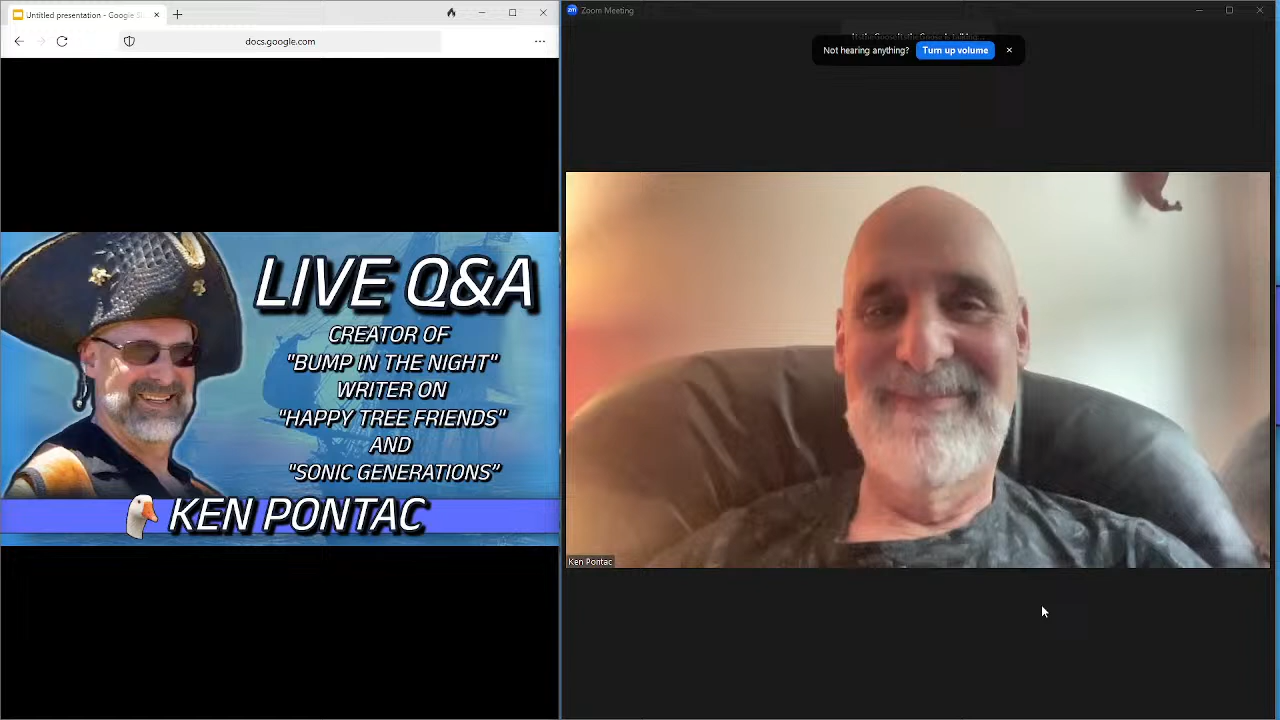 Untitled presentation - Google Sl
docs.google.com
LIVE Q&A
CREATOR OF
"BUMP IN THE NIGHT"
WRITER ON
"HAPPY TREE FRIENDS"
AND
"SONIC GENERATIONS"
KEN PONTAC
zm Zoom Meeting
Not hearing anything? Turn up volume
Ken Pontac